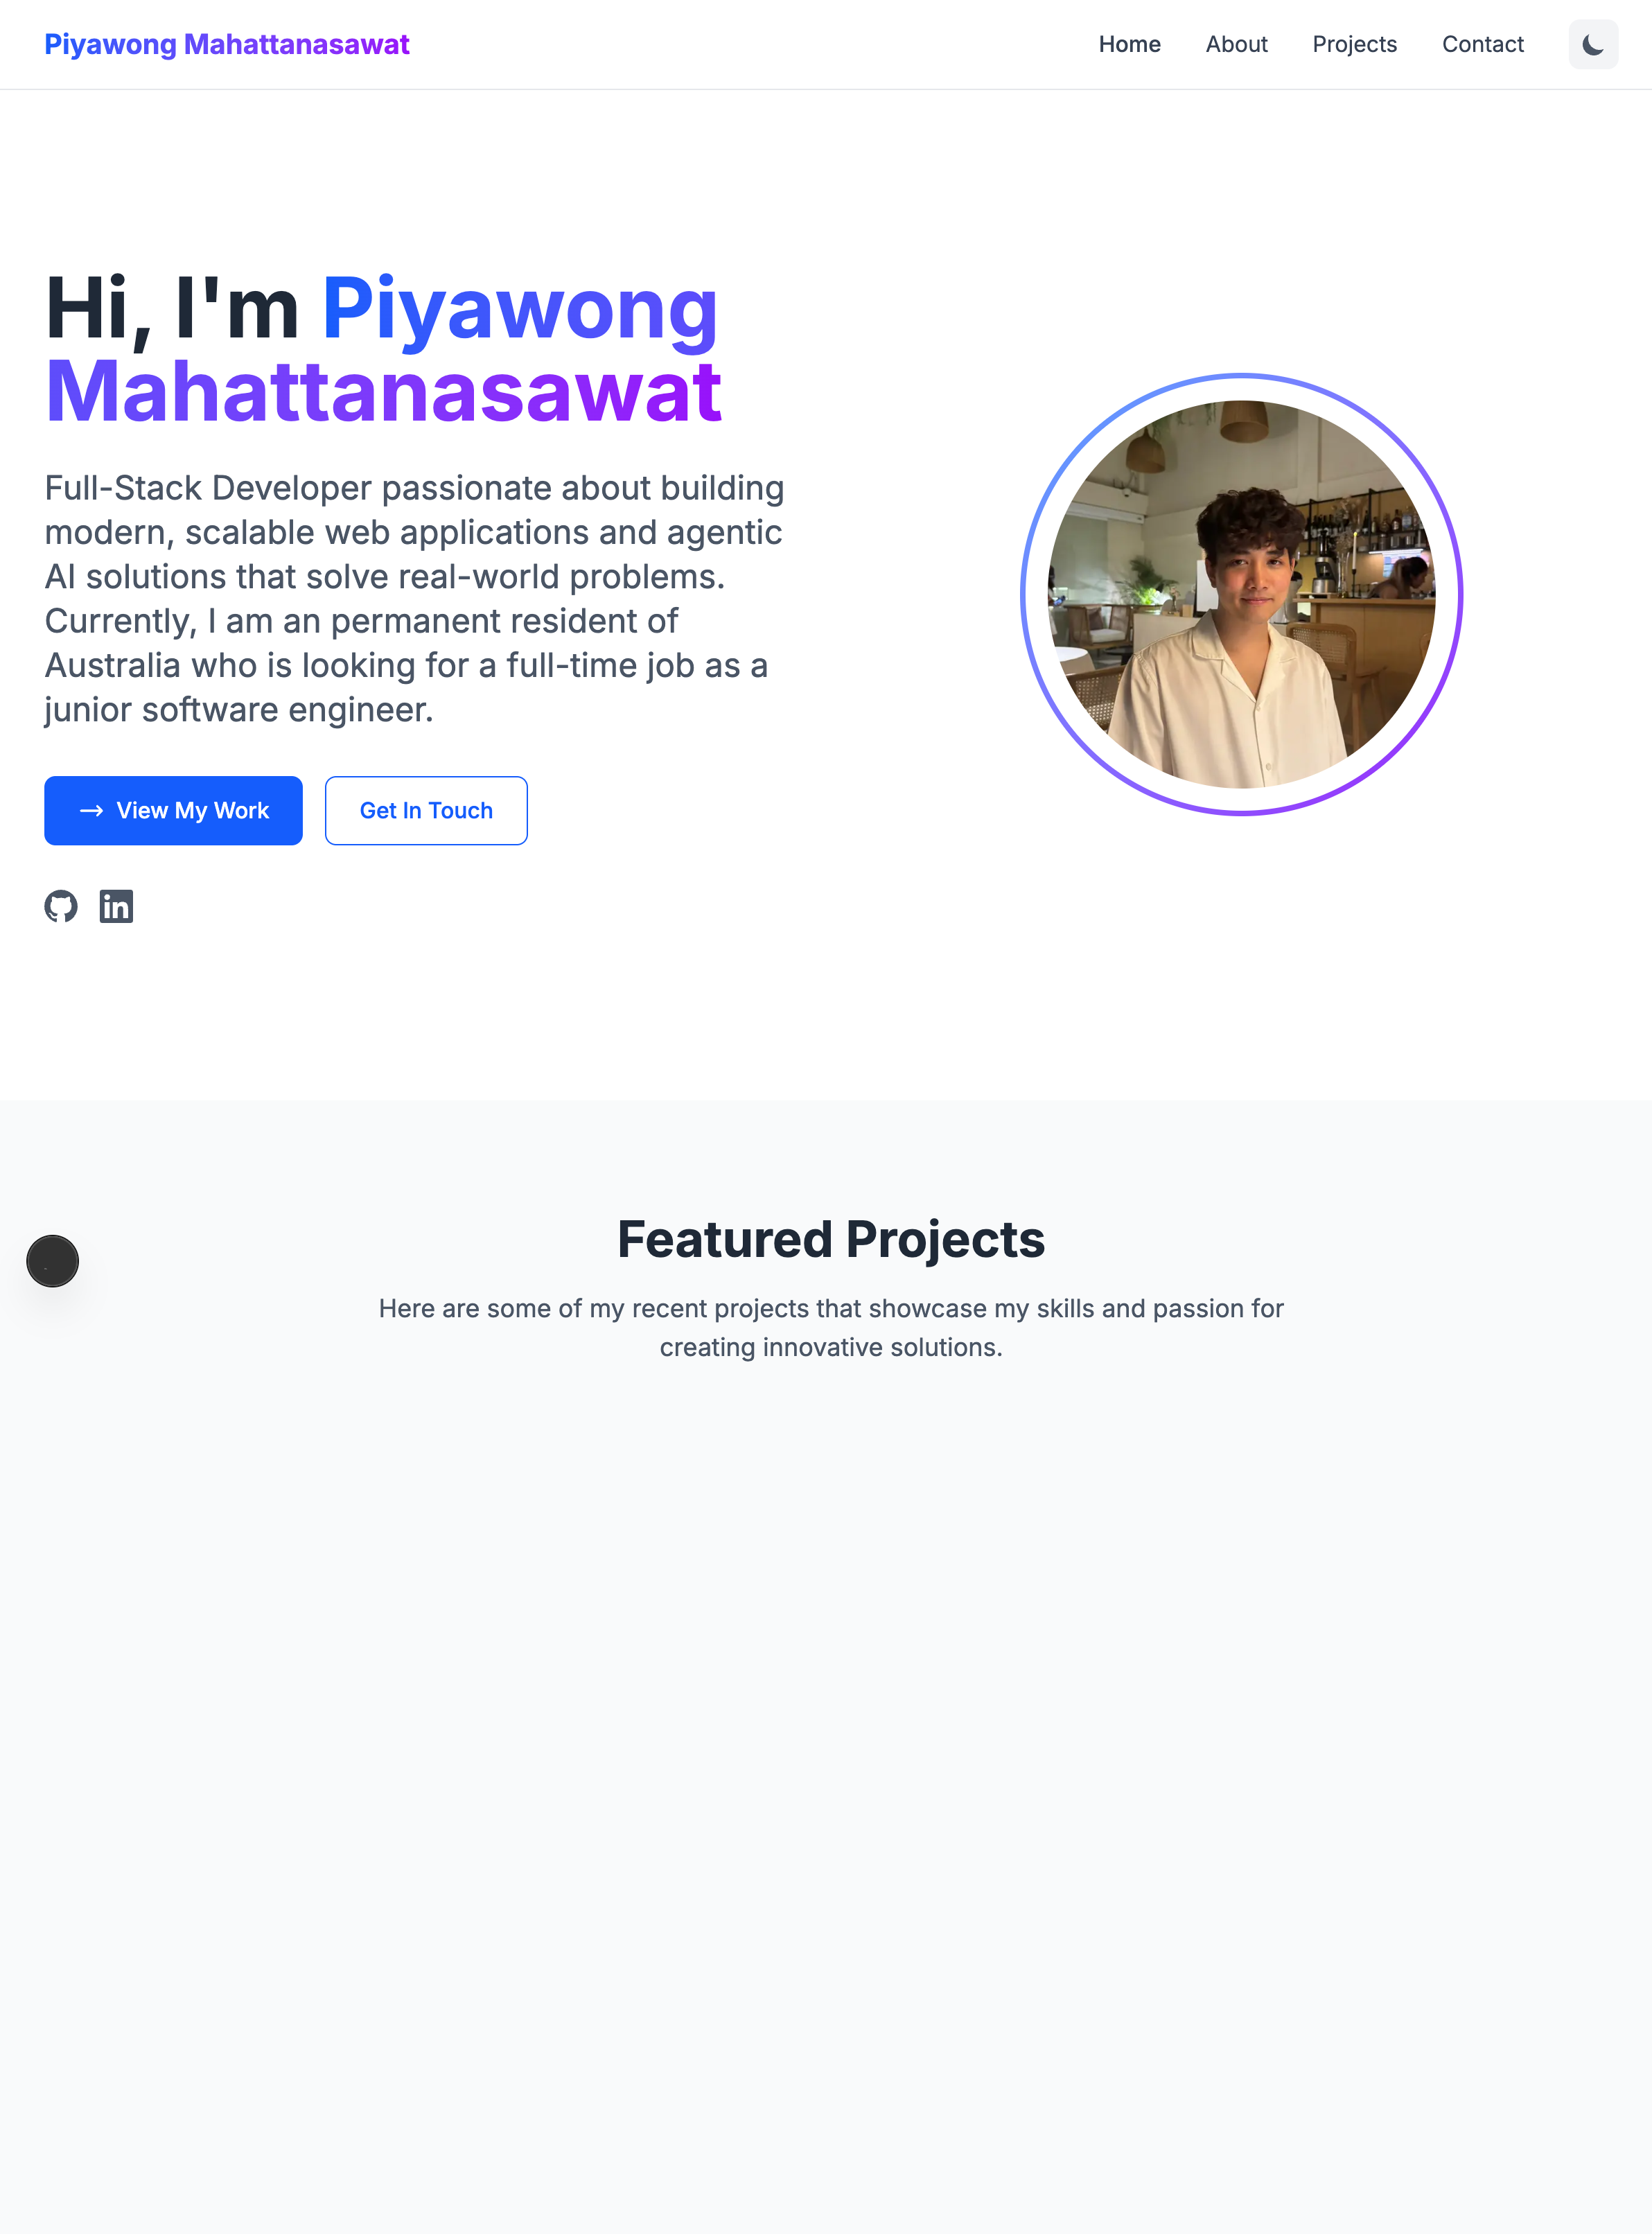 Piyawong Mahattanasawat
Home
About
Projects
Contact
Hi, I'm Piyawong
Mahattanasawat
Full-Stack Developer passionate about building
modern, scalable web applications and agentic
AI solutions that solve real-world problems.
Currently, I am an permanent resident of
Australia who is looking for a full-time job as a
junior software engineer.
View My Work
Get In Touch
in
Featured Projects
Here are some of my recent projects that showcase my skills and passion for
creating innovative solutions.